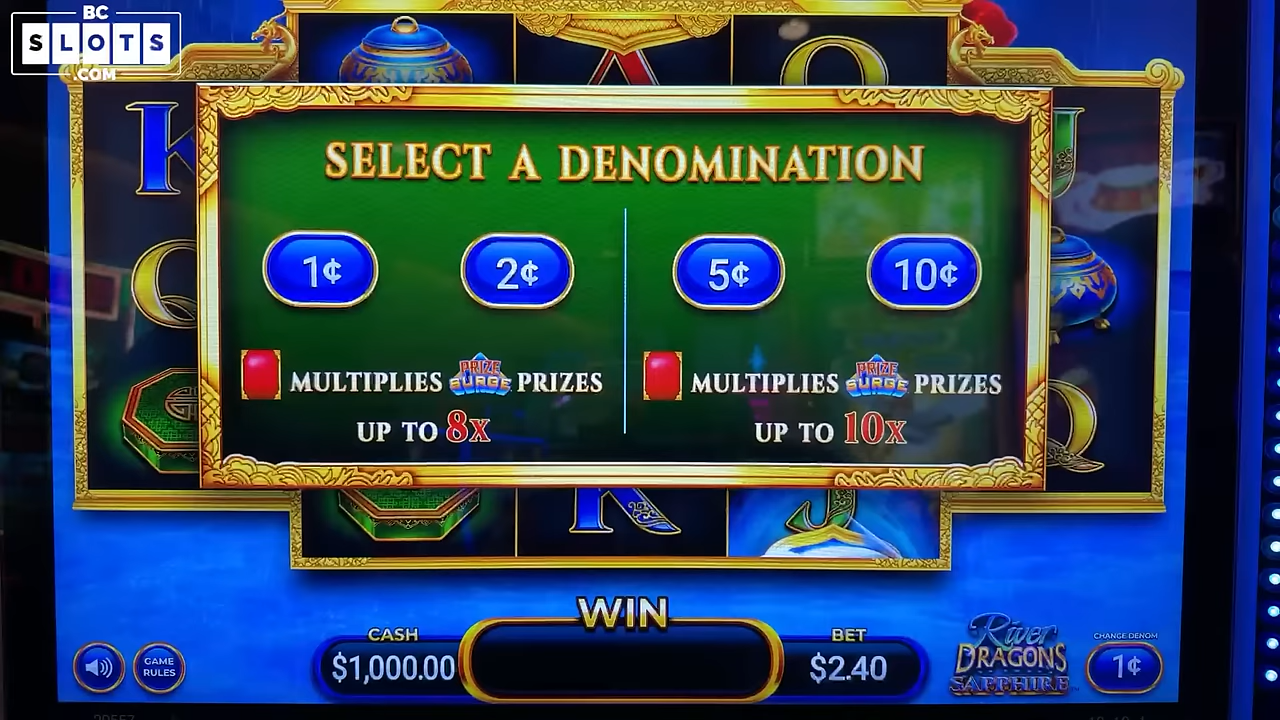 BC
SLOTS
.COM
K
A
Q
J
SELECT A DENOMINATION
1¢
2¢
5¢
10¢
MULTIPLIES PRIZE SURGE PRIZES
UP TO 8X
MULTIPLIES PRIZE SURGE PRIZES
UP TO 10X
Q
Q
K
J
WIN
CASH
$1,000.00
BET
$2.40
GAME
RULES
River
DRAGONS
SAPPHIRE
CHANGE DENOM
1¢